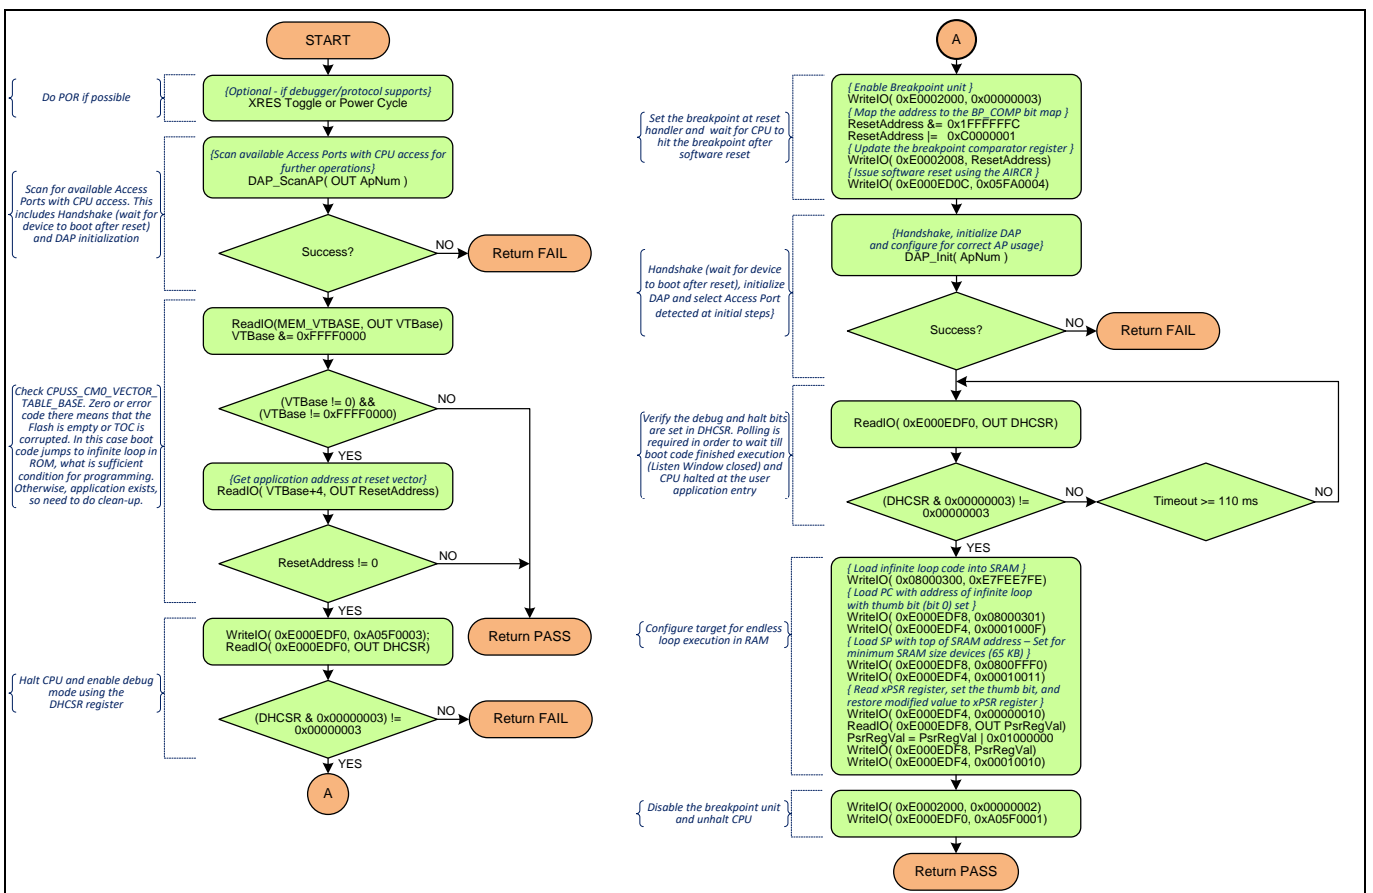 START
Do POR if possible
{Optional - if debugger/protocol supports}
XRES Toggle or Power Cycle
Scan for available Access
Ports with CPU access. This
includes Handshake (wait for
device to boot after reset)
and DAP initialization
{Scan available Access Ports with CPU access for
further operations}
DAP_ScanAP( OUT ApNum )
Success?
NO
Return FAIL
Check CPUSS_CM0_VECTOR_
TABLE_BASE. Zero or error
code there means that the
Flash is empty or TOC is
corrupted. In this case boot
code jumps to infinite loop in
ROM, what is sufficient
condition for programming.
Otherwise, application exists,
so need to do clean-up.
ReadIO(MEM_VTBASE, OUT VTBase)
VTBase &= 0xFFFF0000
(VTBase != 0) &&
(VTBase != 0xFFFF0000)
NO
YES
{Get application address at reset vector}
ReadIO( VTBase+4, OUT ResetAddress)
ResetAddress != 0
NO
YES
Return PASS
Halt CPU and enable debug
mode using the
DHCSR register
WriteIO( 0xE000EDF0, 0xA05F0003);
ReadIO( 0xE000EDF0, OUT DHCSR)
(DHCSR & 0x00000003) !=
0x00000003
NO
Return FAIL
YES
A
A
Set the breakpoint at reset
handler and wait for CPU to
hit the breakpoint after
software reset
{ Enable Breakpoint unit }
WriteIO( 0xE0002000, 0x00000003)
{ Map the address to the BP_COMP bit map }
ResetAddress &= 0x1FFFFFFC
ResetAddress |= 0xC0000001
{ Update the breakpoint comparator register }
WriteIO( 0xE0002008, ResetAddress)
{ Issue software reset using the AIRCR }
WriteIO( 0xE000ED0C, 0x05FA0004)
Handshake (wait for device
to boot after reset), initialize
DAP and select Access Port
detected at initial steps}
{Handshake, initialize DAP
and configure for correct AP usage}
DAP_Init( ApNum )
Success?
NO
Return FAIL
Verify the debug and halt bits
are set in DHCSR. Polling is
required in order to wait till
boot code finished execution
(Listen Window closed) and
CPU halted at the user
application entry
ReadIO( 0xE000EDF0, OUT DHCSR)
(DHCSR & 0x00000003) !=
0x00000003
NO
Timeout >= 110 ms
NO
YES
Configure target for endless
loop execution in RAM
{ Load infinite loop code into SRAM }
WriteIO( 0x08000300, 0xE7FEE7FE)
{ Load PC with address of infinite loop
with thumb bit (bit 0) set }
WriteIO( 0xE000EDF8, 0x08000301)
WriteIO( 0xE000EDF4, 0x0001000F)
{ Load SP with top of SRAM address – Set for
minimum SRAM size devices (65 KB) }
WriteIO( 0xE000EDF8, 0x0800FFF0)
WriteIO( 0xE000EDF4, 0x00010011)
{ Read xPSR register, set the thumb bit, and
restore modified value to xPSR register }
WriteIO( 0xE000EDF4, 0x00000010)
ReadIO( 0xE000EDF8, OUT PsrRegVal)
PsrRegVal = PsrRegVal | 0x01000000
WriteIO( 0xE000EDF8, PsrRegVal)
WriteIO( 0xE000EDF4, 0x00010010)
Disable the breakpoint unit
and unhalt CPU
WriteIO( 0xE0002000, 0x00000002)
WriteIO( 0xE000EDF0, 0xA05F0001)
Return PASS